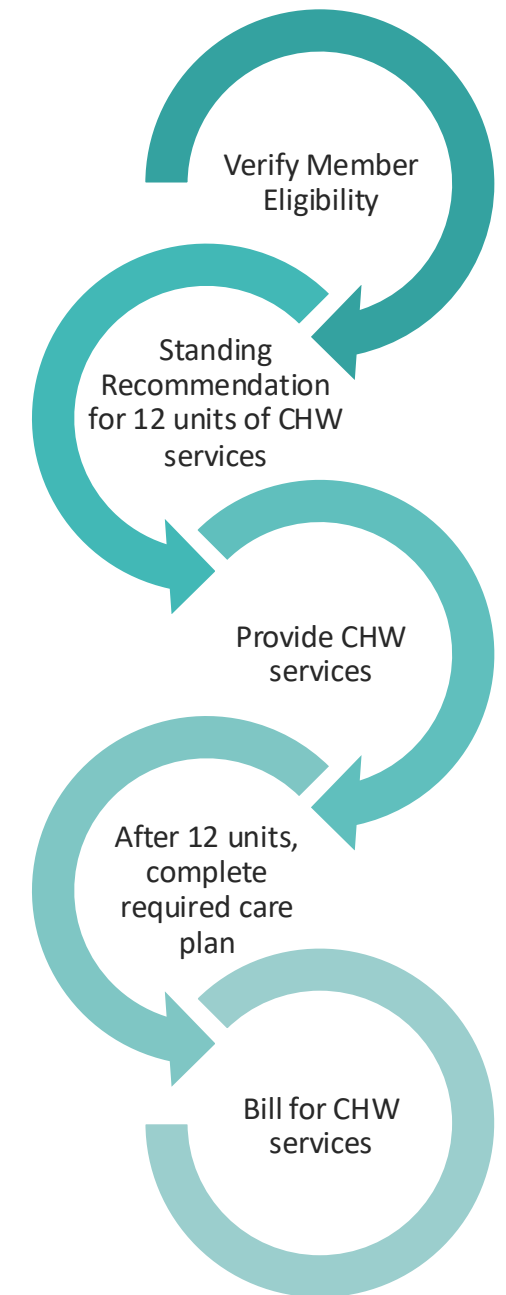 Verify Member
Eligibility
Standing
Recommendation
for 12 units of CHW
services
Provide CHW
services
After 12 units,
complete
required care
plan
Bill for CHW
services